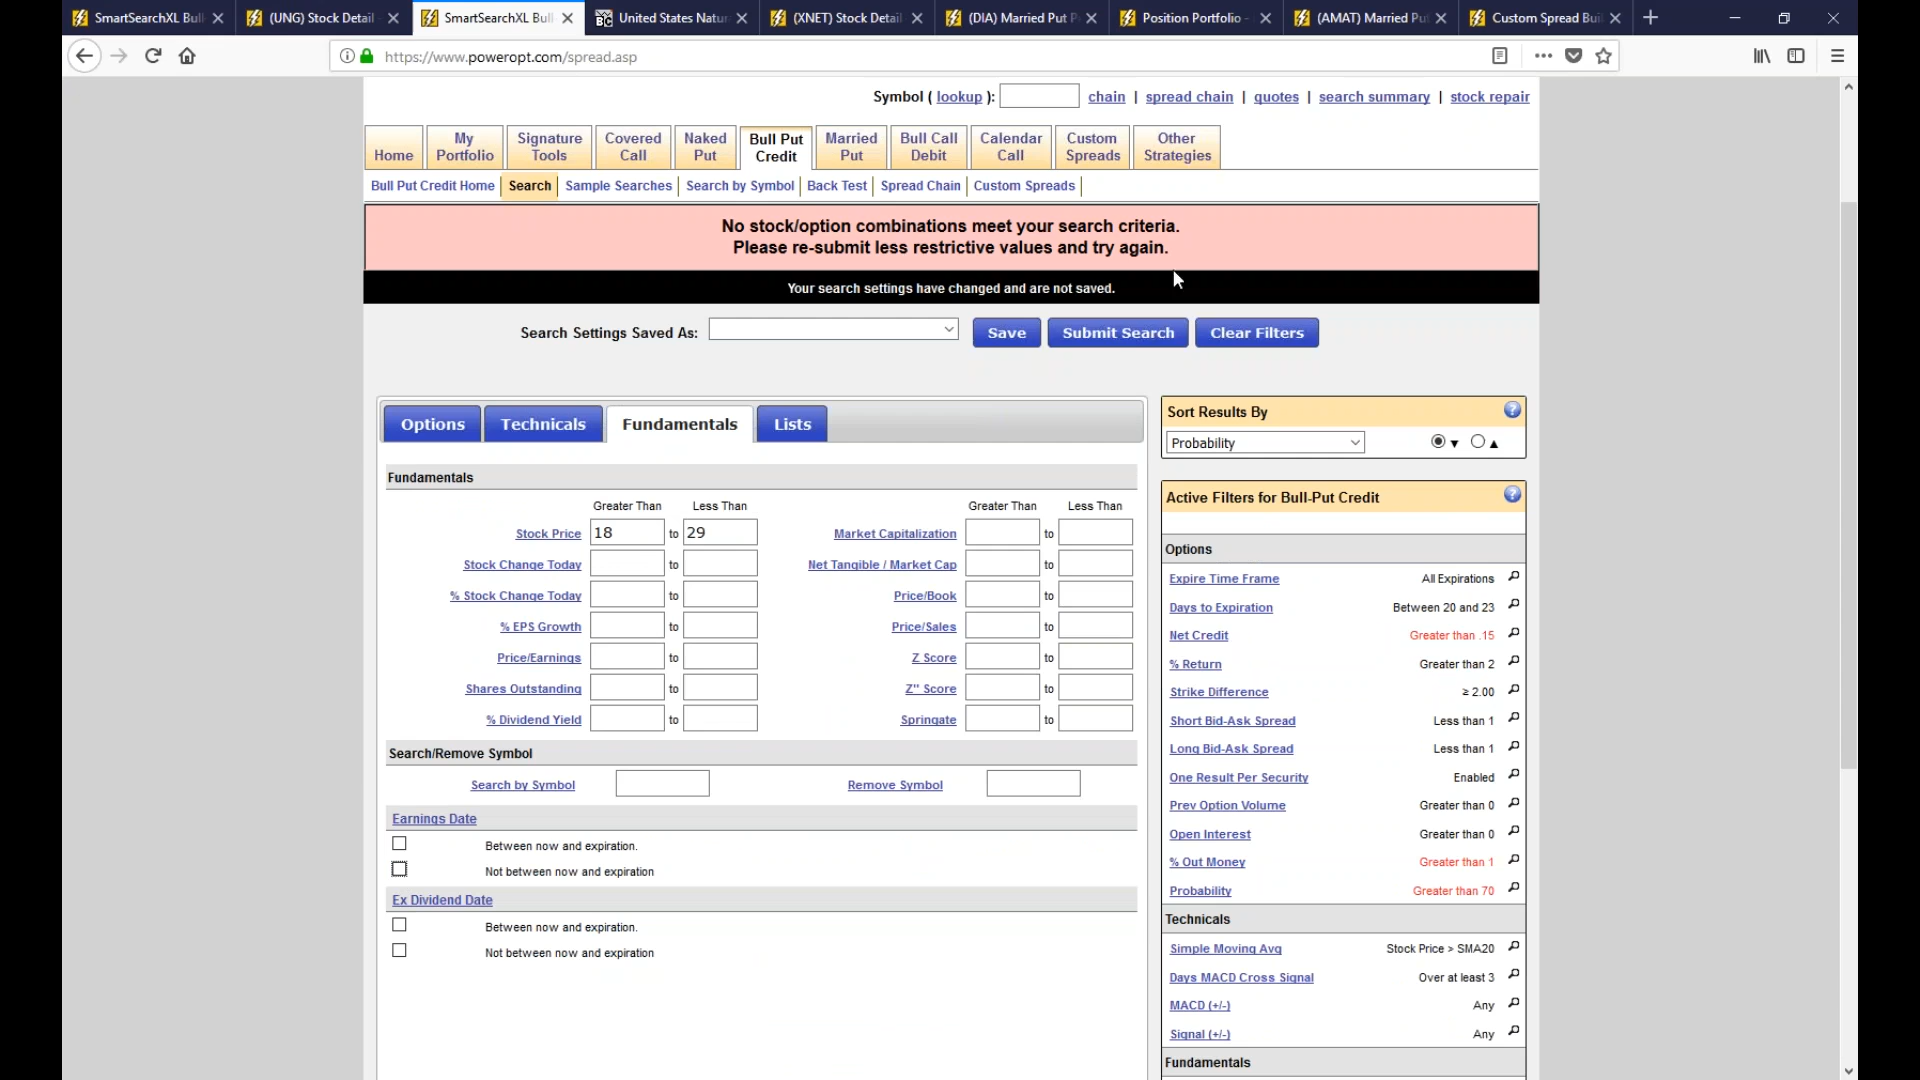 SmartSearchXL Bull
(UNG) Stock Detail
SmartSearchXL Bull
United States Natur
(XNET) Stock Detail
(DIA) Married Put P
Position Portfolio -
(AMAT) Married Pu
Custom Spread Buil
https://www.poweropt.com/spread.asp
Symbol ( lookup ):
chain | spread chain | quotes | search summary | stock repair
Home
My Portfolio
Signature Tools
Covered Call
Naked Put
Bull Put Credit
Married Put
Bull Call Debit
Calendar Call
Custom Spreads
Other Strategies
Bull Put Credit Home | Search | Sample Searches | Search by Symbol | Back Test | Spread Chain | Custom Spreads |
No stock/option combinations meet your search criteria.
Please re-submit less restrictive values and try again.
Your search settings have changed and are not saved.
Search Settings Saved As:
Save
Submit Search
Clear Filters
Options
Technicals
Fundamentals
Lists
Fundamentals
Greater Than Less Than Greater Than Less Than
Stock Price 18 to 29 Market Capitalization to
Stock Change Today to Net Tangible / Market Cap to
% Stock Change Today to Price/Book to
% EPS Growth to Price/Sales to
Price/Earnings to Z Score to
Shares Outstanding to Z" Score to
% Dividend Yield to Springate to
Search/Remove Symbol
Search by Symbol Remove Symbol
Earnings Date
Between now and expiration.
Not between now and expiration
Ex Dividend Date
Between now and expiration.
Not between now and expiration
Sort Results By
Probability
Active Filters for Bull-Put Credit
Options
Expire Time Frame All Expirations
Days to Expiration Between 20 and 23
Net Credit Greater than .15
% Return Greater than 2
Strike Difference ≥ 2.00
Short Bid-Ask Spread Less than 1
Long Bid-Ask Spread Less than 1
One Result Per Security Enabled
Prev Option Volume Greater than 0
Open Interest Greater than 0
% Out Money Greater than 1
Probability Greater than 70
Technicals
Simple Moving Avg Stock Price > SMA20
Days MACD Cross Signal Over at least 3
MACD (+/-) Any
Signal (+/-) Any
Fundamentals